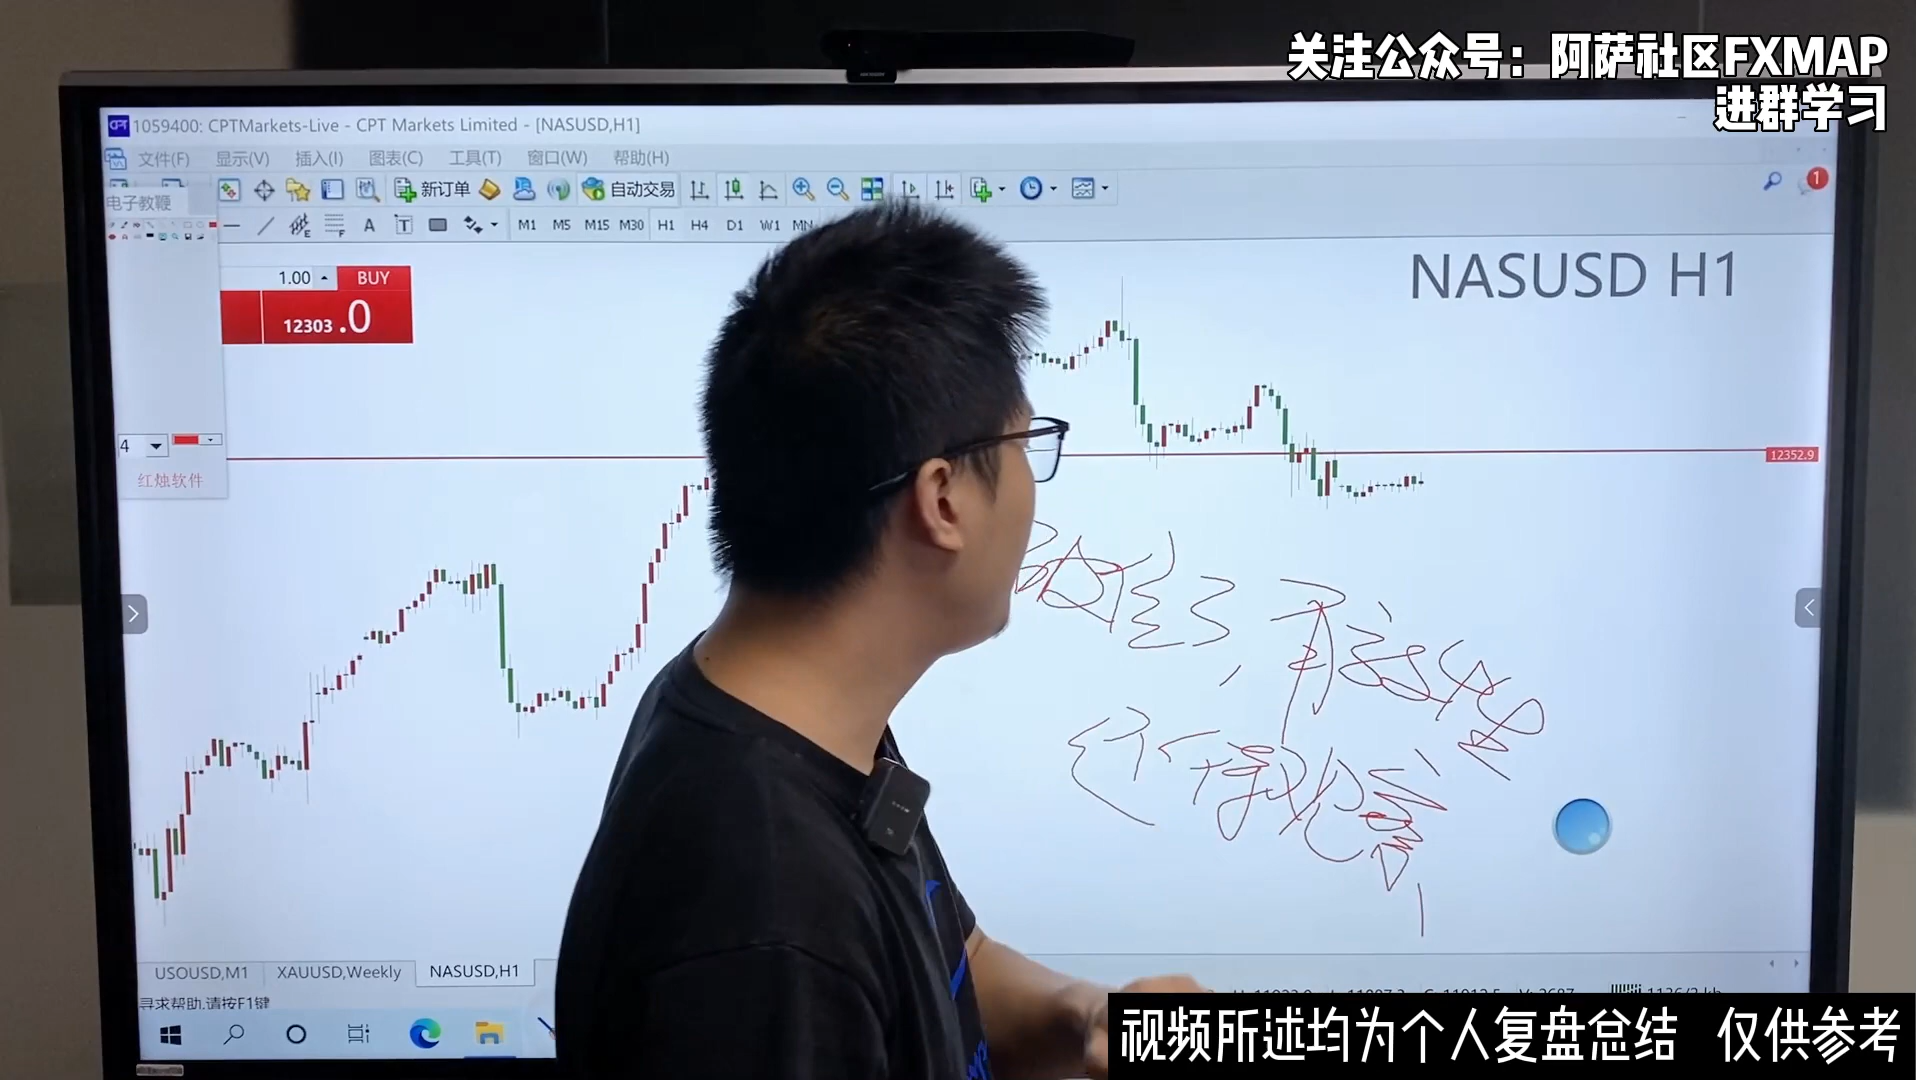 关注公众号：阿萨社区FXMAP
进群学习
1059400: CPTMarkets-Live - CPT Markets Limited - [NASUSD,H1]
文件(F) 显示(V) 插入(I) 图表(C) 工具(T) 窗口(W) 帮助(H)
新订单 自动交易
1
电子教鞭
A T M1 M5 M15 M30 H1 H4 D1 W1 MN
NASUSD H1
1.00 BUY
12303.0
4
12352.9
红烛软件
USOUSD,M1 XAUUSD,Weekly NASUSD,H1
寻求帮助,请按F1键
视频所述均为个人复盘总结 仅供参考